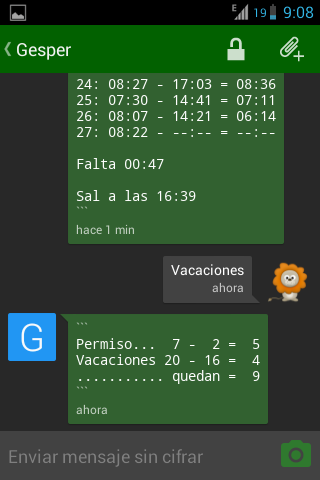 E
19
9:08
Gesper
24: 08:27 - 17:03 = 08:36
25: 07:30 - 14:41 = 07:11
26: 08:07 - 14:21 = 06:14
27: 08:22 - --:-- = --:--
Falta 00:47
Sal a las 16:39
```
hace 1 min
Vacaciones
ahora
G
```
Permiso...  7 -  2 =  5
Vacaciones 20 - 16 =  4
........... quedan =  9
```
ahora
Enviar mensaje sin cifrar